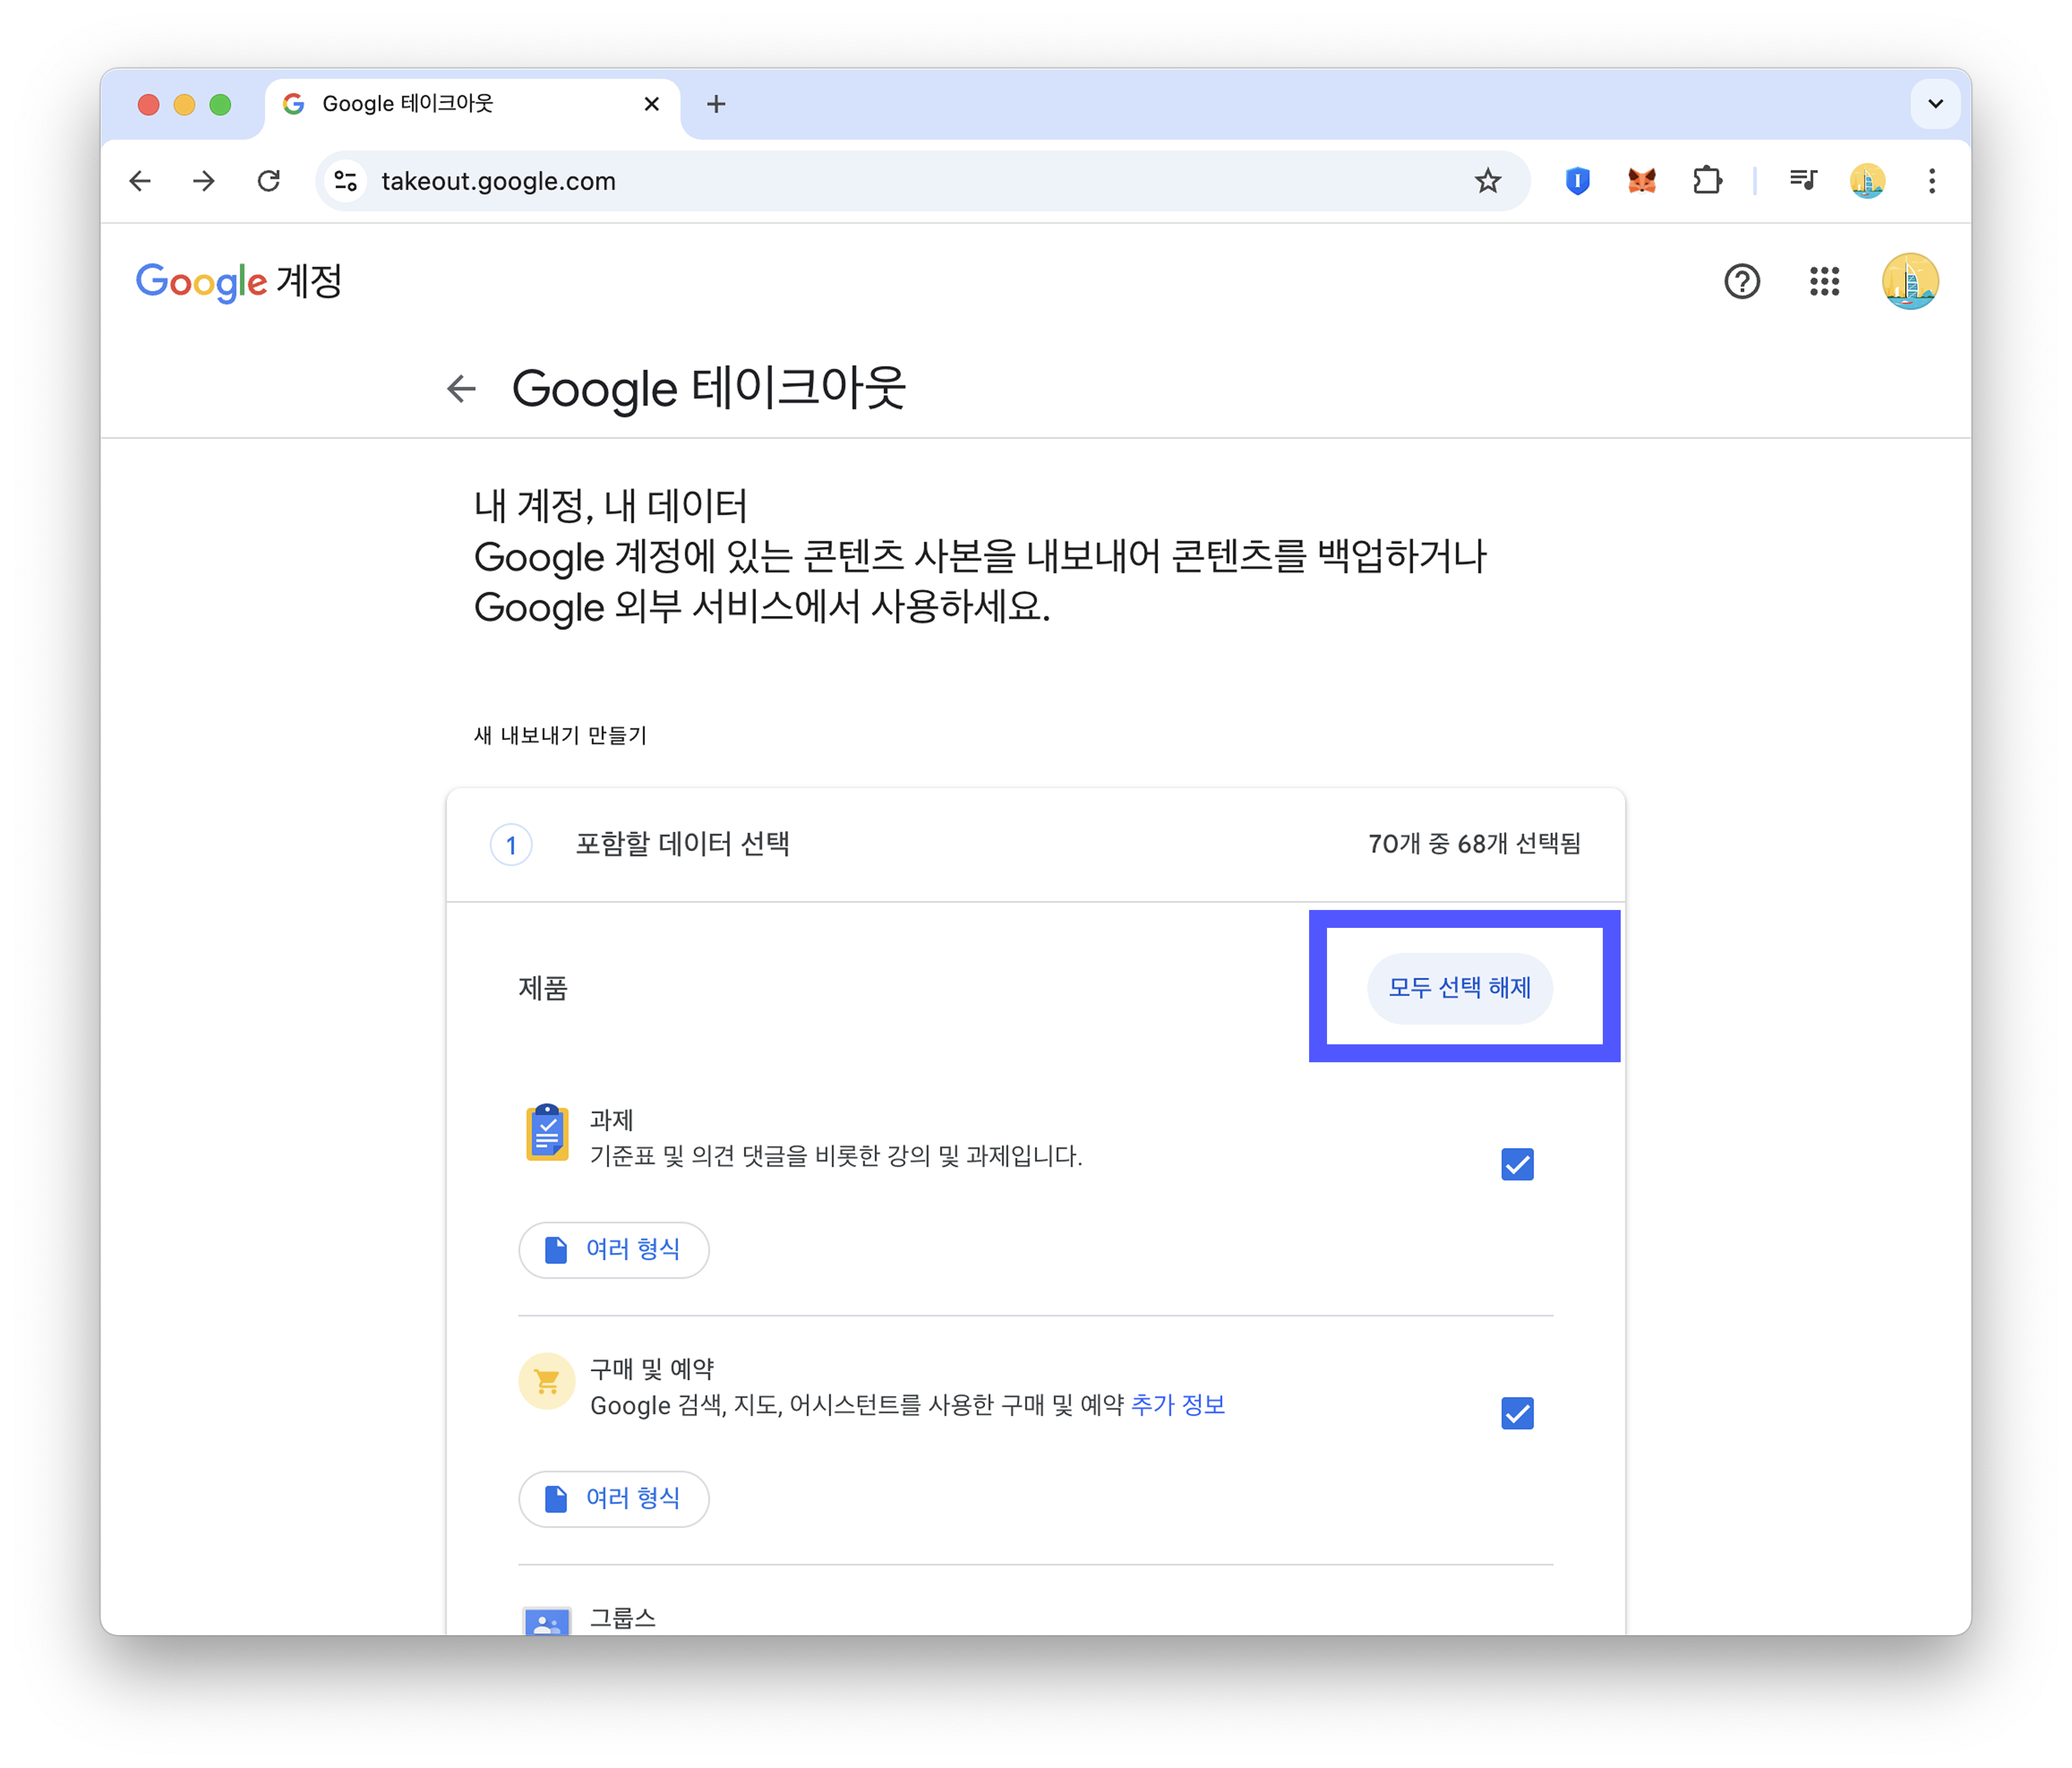 Google 테이크아웃
takeout.google.com
Google 계정
Google 테이크아웃
내 계정, 내 데이터
Google 계정에 있는 콘텐츠 사본을 내보내어 콘텐츠를 백업하거나
Google 외부 서비스에서 사용하세요.
새 내보내기 만들기
1 포함할 데이터 선택 70개 중 68개 선택됨
제품 모두 선택 해제
과제
기준표 및 의견 댓글을 비롯한 강의 및 과제입니다.
여러 형식
구매 및 예약
Google 검색, 지도, 어시스턴트를 사용한 구매 및 예약 추가 정보
여러 형식
그룹스